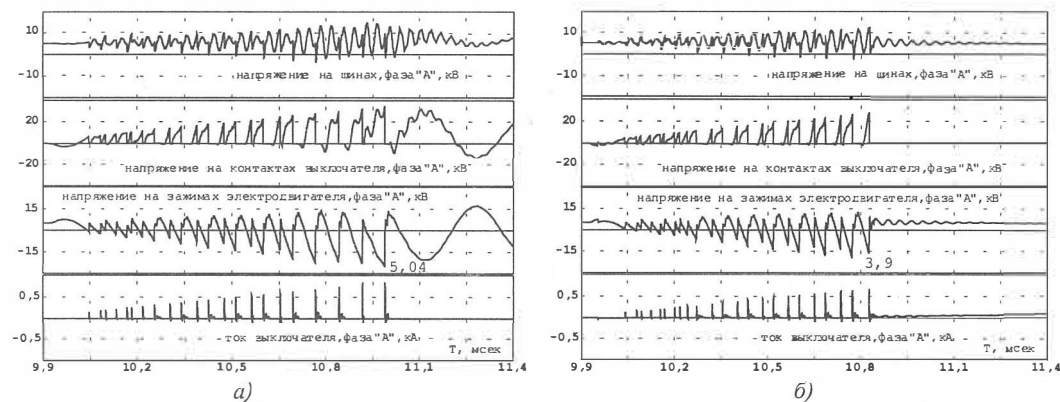 10
-10
напряжение на шинах,фаза"А",кВ
20
-20
напряжение на контактах выключателя,фаза"А",кВ
напряжение на зажимах электродвигателя,фаза"А",кВ
15
-15
5,04
0,5
-0,5
ток выключателя,фаза"А",кА
Т, мсек
9,9 10,2 10,5 10,8 11,1 11,4
а)
10
-10
напряжение на шинах,фаза"А",кВ
20
-20
напряжение на контактах выключателя,фаза"А",кВ
напряжение на зажимах электродвигателя,фаза"А",кВ
15
-15
3,9
0,5
-0,5
ток выключателя,фаза"А",кА
Т, мсек
9,9 10,2 10,5 10,8 11,1 11,4
б)